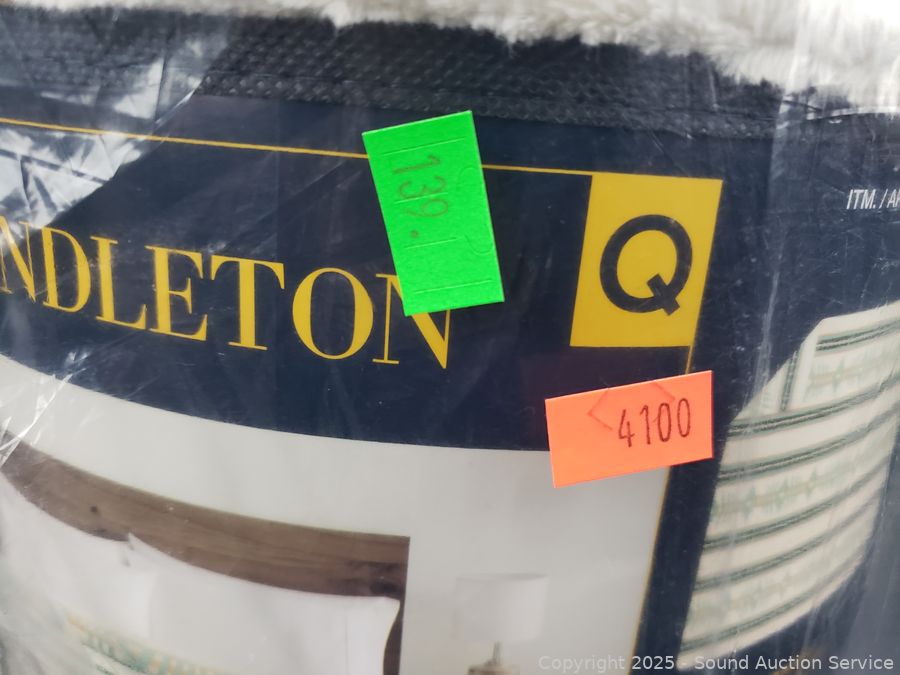 139.
NDLETON
Q
ITM. / A
4100
Copyright 2025 - Sound Auction Service